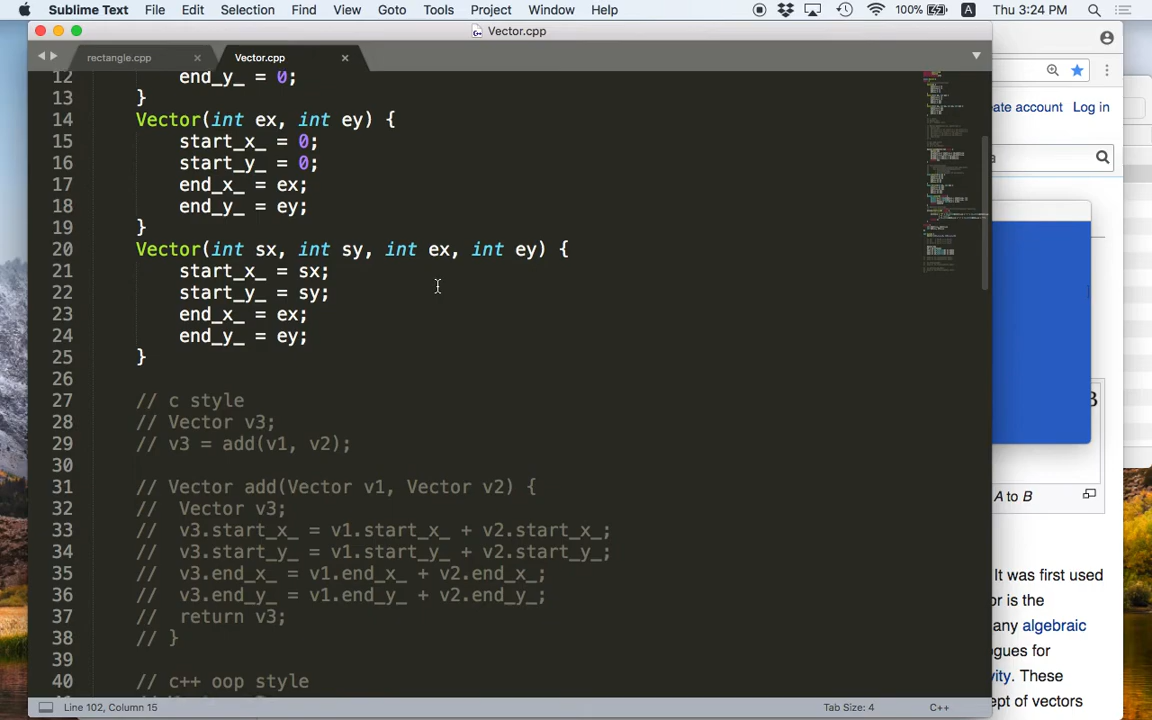 Sublime Text File Edit Selection Find View Goto Tools Project Window Help 100% A Thu 3:24 PM
Vector.cpp
rectangle.cpp × Vector.cpp ×
12 end_y_ = 0;
13 }
14 Vector(int ex, int ey) {
15 start_x_ = 0;
16 start_y_ = 0;
17 end_x_ = ex;
18 end_y_ = ey;
19 }
20 Vector(int sx, int sy, int ex, int ey) {
21 start_x_ = sx;
22 start_y_ = sy;
23 end_x_ = ex;
24 end_y_ = ey;
25 }
26
27 // c style
28 // Vector v3;
29 // v3 = add(v1, v2);
30
31 // Vector add(Vector v1, Vector v2) {
32 // Vector v3;
33 // v3.start_x_ = v1.start_x_ + v2.start_x_;
34 // v3.start_y_ = v1.start_y_ + v2.start_y_;
35 // v3.end_x_ = v1.end_x_ + v2.end_x_;
36 // v3.end_y_ = v1.end_y_ + v2.end_y_;
37 // return v3;
38 // }
39
40 // c++ oop style
Line 102, Column 15 Tab Size: 4 C++
ate account Log in
B
A to B
It was first used
or is the
any algebraic
ogues for
vity. These
ept of vectors